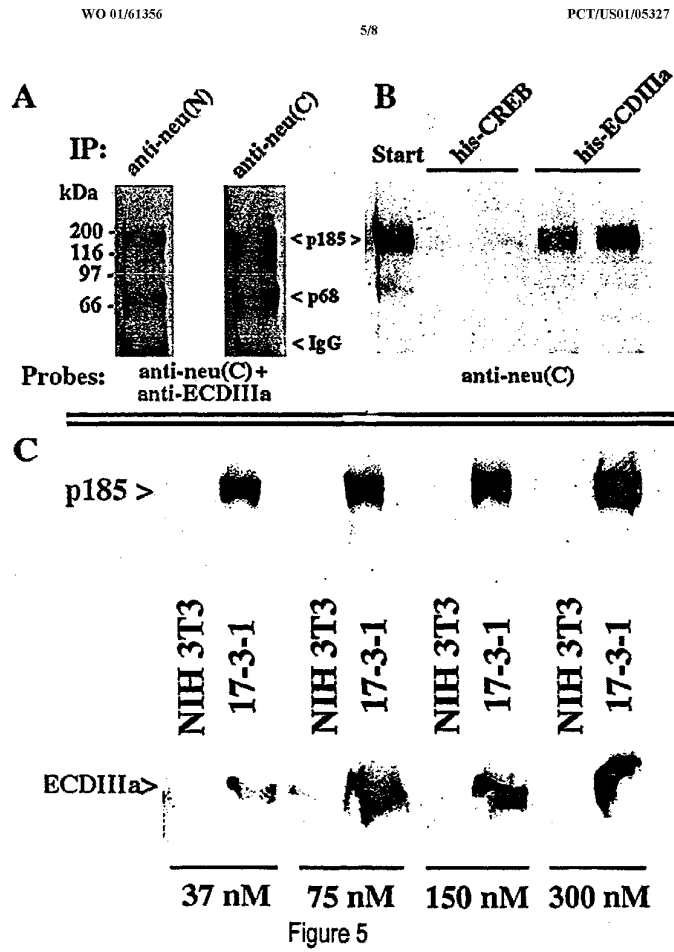 WO 01/61356 PCT/US01/05327
5/8
A
IP:
anti-neu(N)
anti-neu(C)
kDa
200
116
97
66
< p185 >
< p68
< IgG
Probes:
anti-neu(C) +
anti-ECDIIIa
B
Start
his-CREB
his-ECDIIIa
anti-neu(C)
C
p185 >
NIH 3T3
17-3-1
NIH 3T3
17-3-1
NIH 3T3
17-3-1
NIH 3T3
17-3-1
ECDIIIa>
37 nM 75 nM 150 nM 300 nM
Figure 5